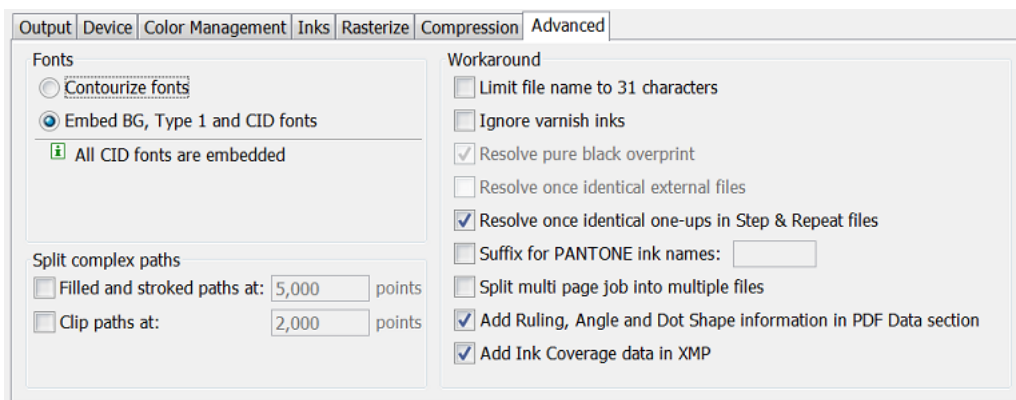 Output Device Color Management Inks Rasterize Compression Advanced
Fonts
Contourize fonts
Embed BG, Type 1 and CID fonts
All CID fonts are embedded
Split complex paths
Filled and stroked paths at: 5,000 points
Clip paths at: 2,000 points
Workaround
Limit file name to 31 characters
Ignore varnish inks
Resolve pure black overprint
Resolve once identical external files
Resolve once identical one-ups in Step & Repeat files
Suffix for PANTONE ink names:
Split multi page job into multiple files
Add Ruling, Angle and Dot Shape information in PDF Data section
Add Ink Coverage data in XMP